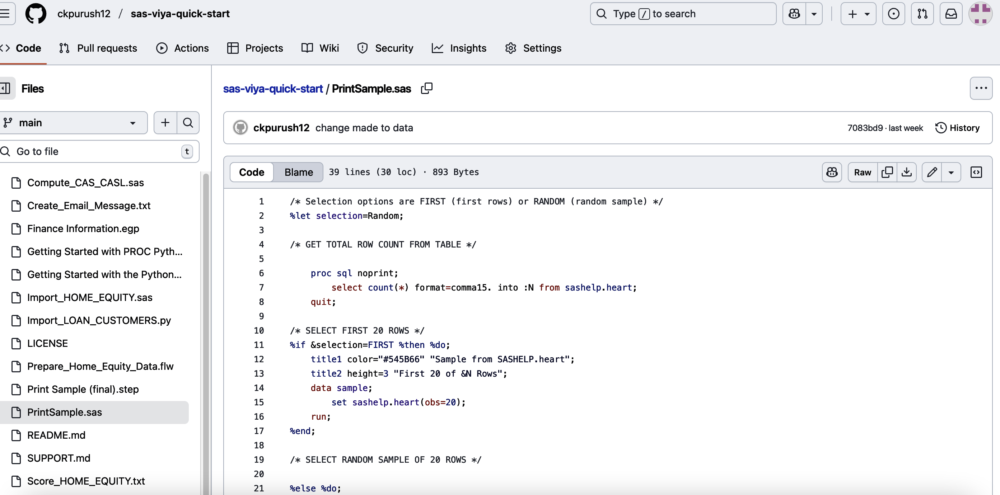 ckpurush12 / sas-viya-quick-start
Type / to search
Code
Pull requests
Actions
Projects
Wiki
Security
Insights
Settings
Files
main
Go to file
t
Compute_CAS_CASL.sas
Create_Email_Message.txt
Finance Information.egp
Getting Started with PROC Pyth...
Getting Started with the Python...
Import_HOME_EQUITY.sas
Import_LOAN_CUSTOMERS.py
LICENSE
Prepare_Home_Equity_Data.flw
Print Sample (final).step
PrintSample.sas
README.md
SUPPORT.md
Score_HOME_EQUITY.txt
sas-viya-quick-start / PrintSample.sas
ckpurush12 change made to data
7083bd9 · last week
History
Code
Blame
39 lines (30 loc) · 893 Bytes
Raw
1 /* Selection options are FIRST (first rows) or RANDOM (random sample) */
2 %let selection=Random;
3
4 /* GET TOTAL ROW COUNT FROM TABLE */
5
6 proc sql noprint;
7 select count(*) format=comma15. into :N from sashelp.heart;
8 quit;
9
10 /* SELECT FIRST 20 ROWS */
11 %if &selection=FIRST %then %do;
12 title1 color="#545B66" "Sample from SASHELP.heart";
13 title2 height=3 "First 20 of &N Rows";
14 data sample;
15 set sashelp.heart(obs=20);
16 run;
17 %end;
18
19 /* SELECT RANDOM SAMPLE OF 20 ROWS */
20
21 %else %do;